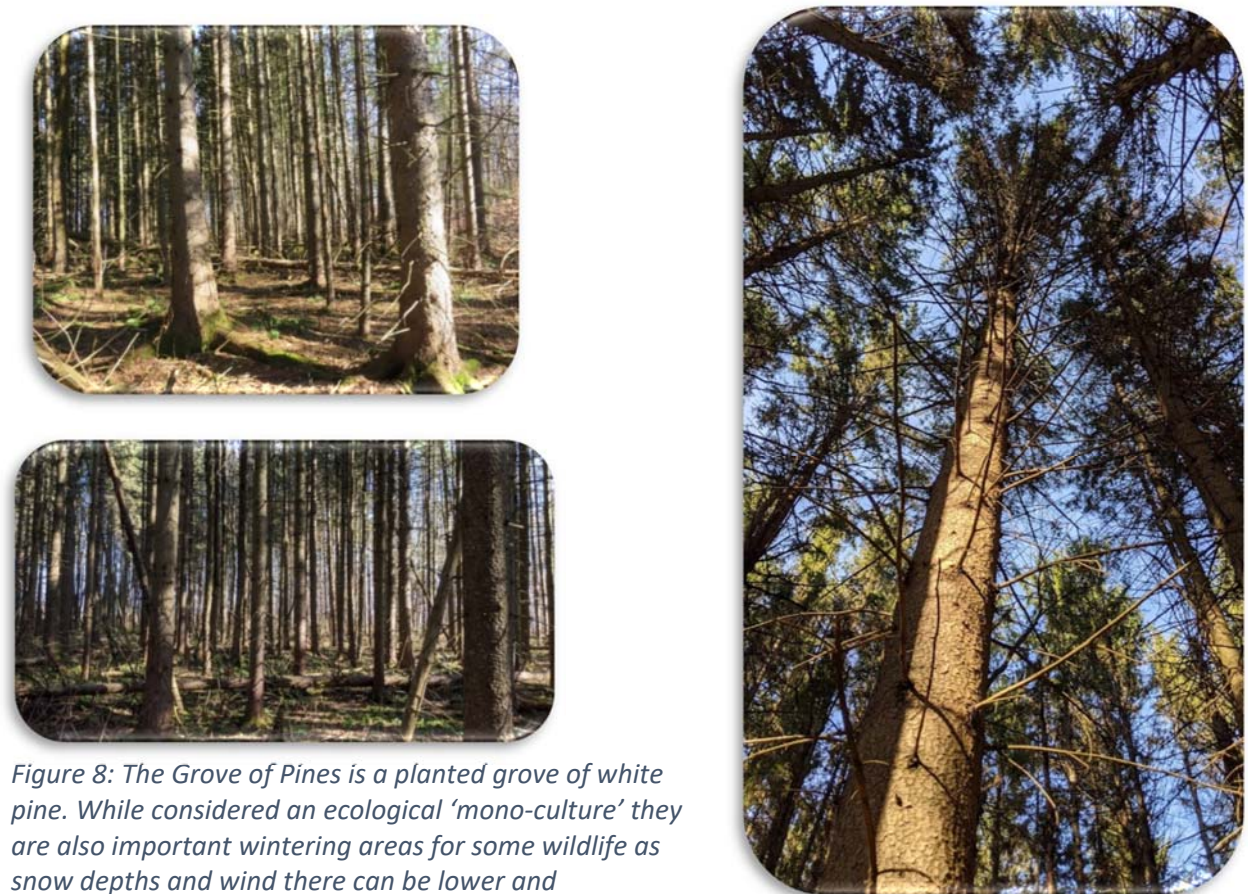 Figure 8: The Grove of Pines is a planted grove of white
pine. While considered an ecological ‘mono-culture’ they
are also important wintering areas for some wildlife as
snow depths and wind there can be lower and